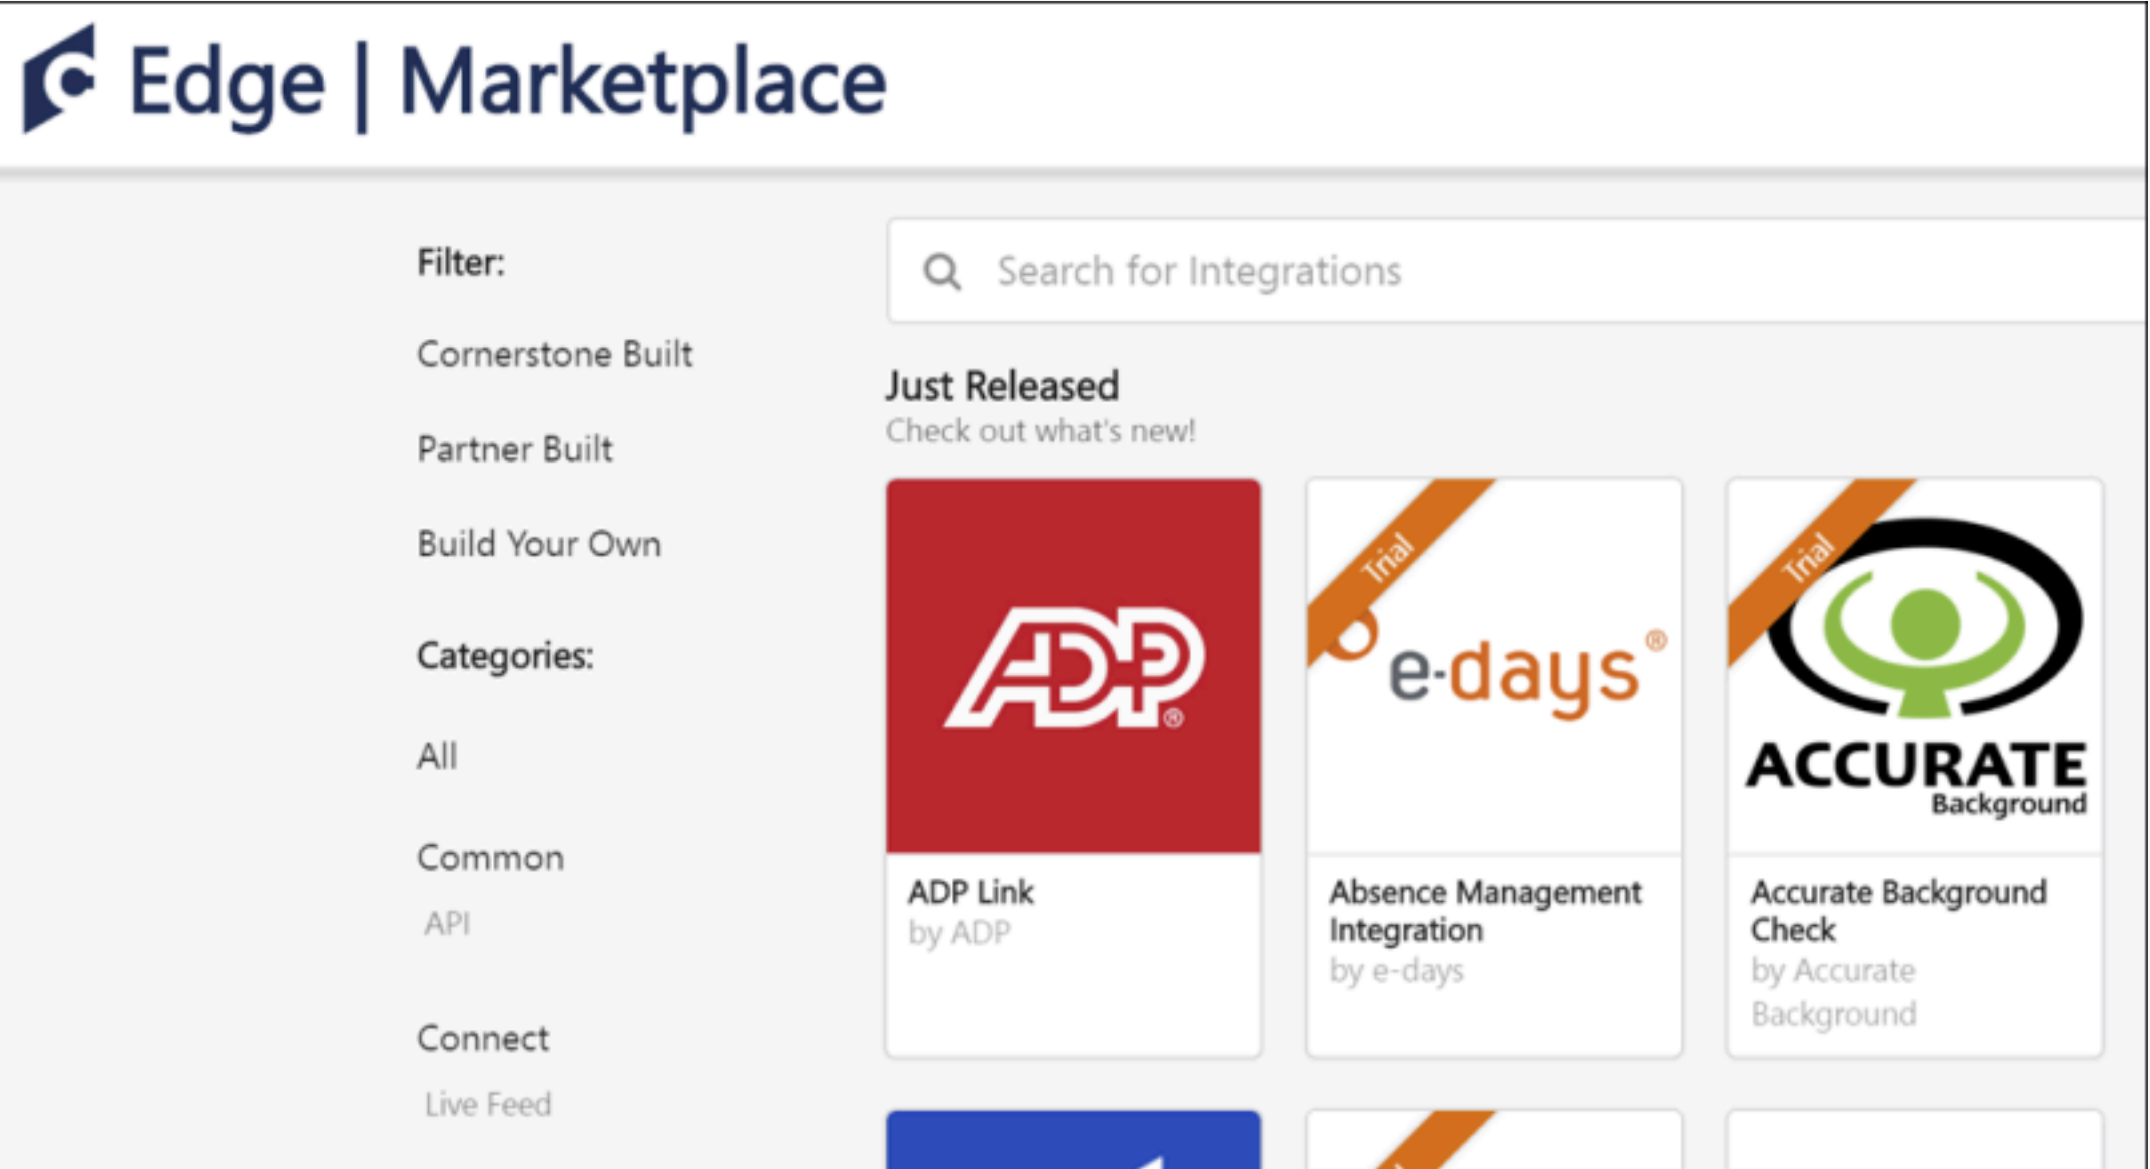 Edge | Marketplace
Filter:
Cornerstone Built
Partner Built
Build Your Own
Categories:
All
Common
API
Connect
Live Feed
Search for Integrations
Just Released
Check out what's new!
ADP®
ADP Link
by ADP
Trial
e-days®
Absence Management
Integration
by e-days
Trial
ACCURATE
Background
Accurate Background
Check
by Accurate
Background